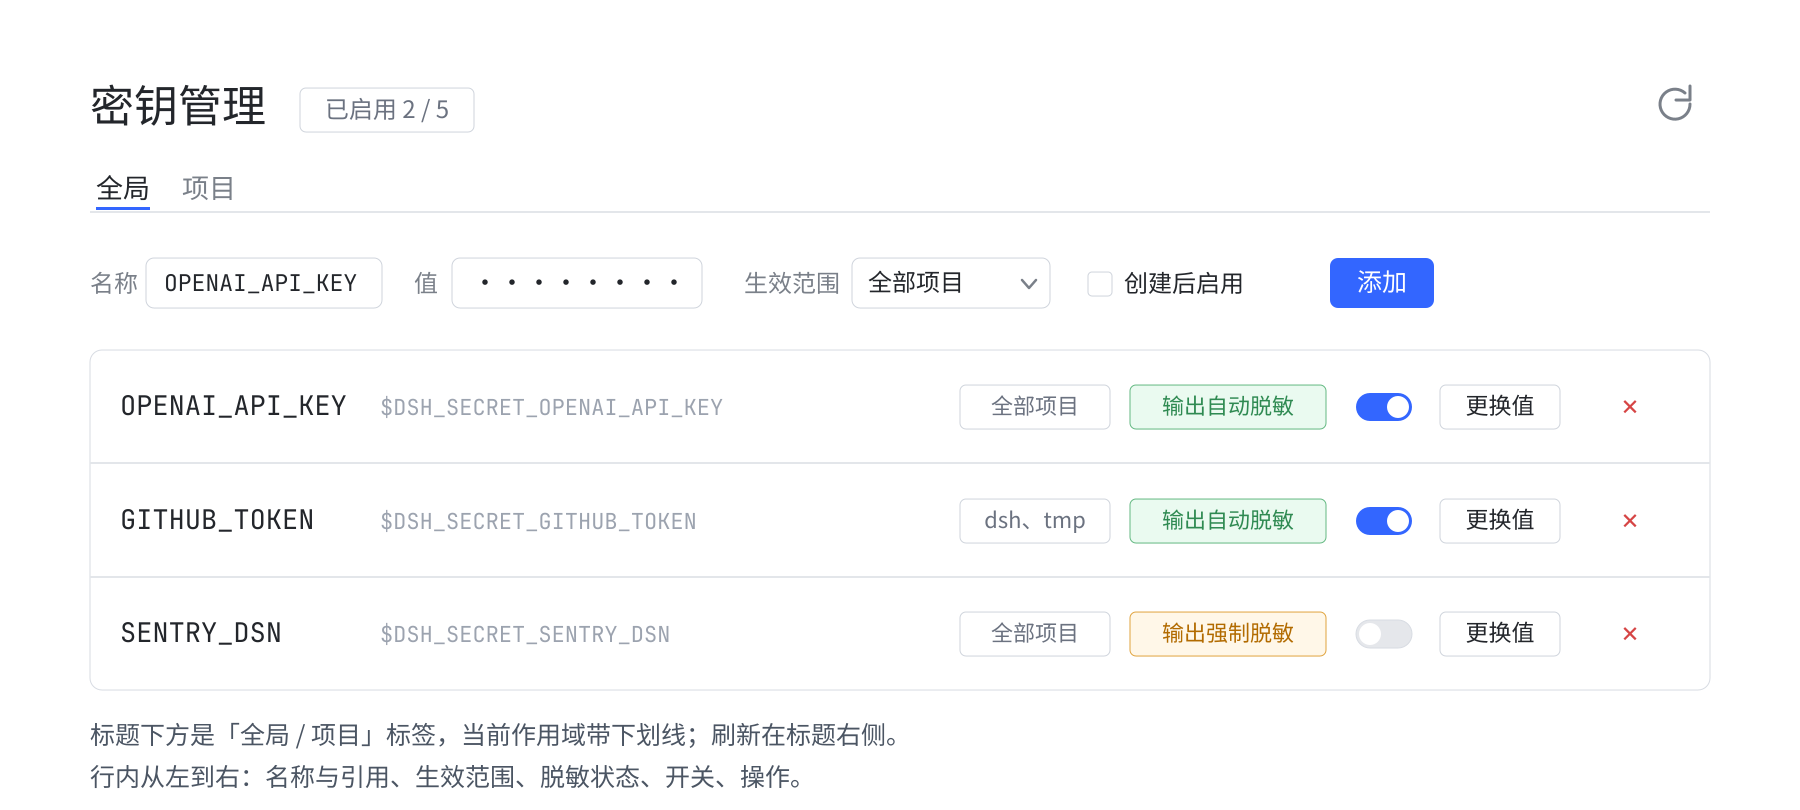 密钥管理 已启用 2 / 5
全局 项目
名称 OPENAI_API_KEY 值 • • • • • • • • 生效范围 全部项目 创建后启用 添加
OPENAI_API_KEY $DSH_SECRET_OPENAI_API_KEY 全部项目 输出自动脱敏 更换值 ×
GITHUB_TOKEN $DSH_SECRET_GITHUB_TOKEN dsh、tmp 输出自动脱敏 更换值 ×
SENTRY_DSN $DSH_SECRET_SENTRY_DSN 全部项目 输出强制脱敏 更换值 ×
标题下方是「全局 / 项目」标签，当前作用域带下划线；刷新在标题右侧。
行内从左到右：名称与引用、生效范围、脱敏状态、开关、操作。